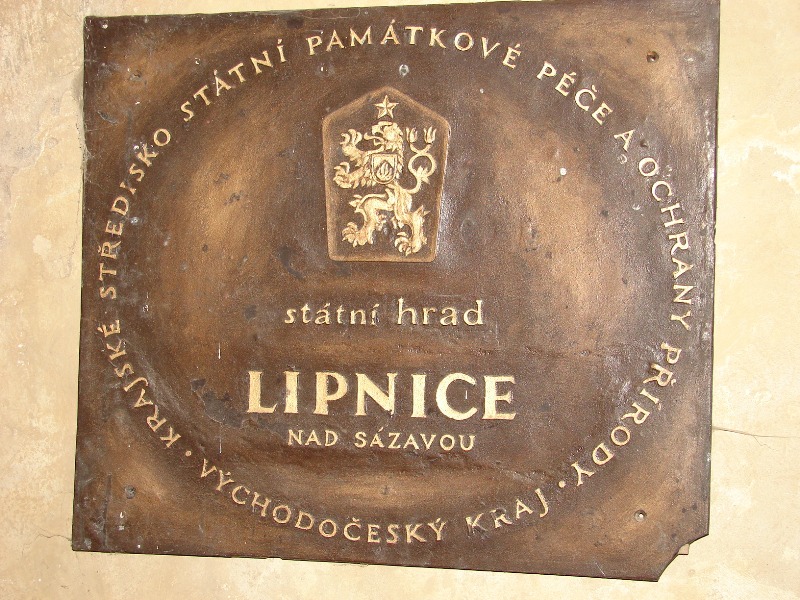 KRAJSKÉ STŘEDISKO STÁTNÍ PAMÁTKOVÉ PÉČE A OCHRANY PŘÍRODY ·
VÝCHODOČESKÝ KRAJ ·
státní hrad
LIPNICE
NAD SÁZAVOU